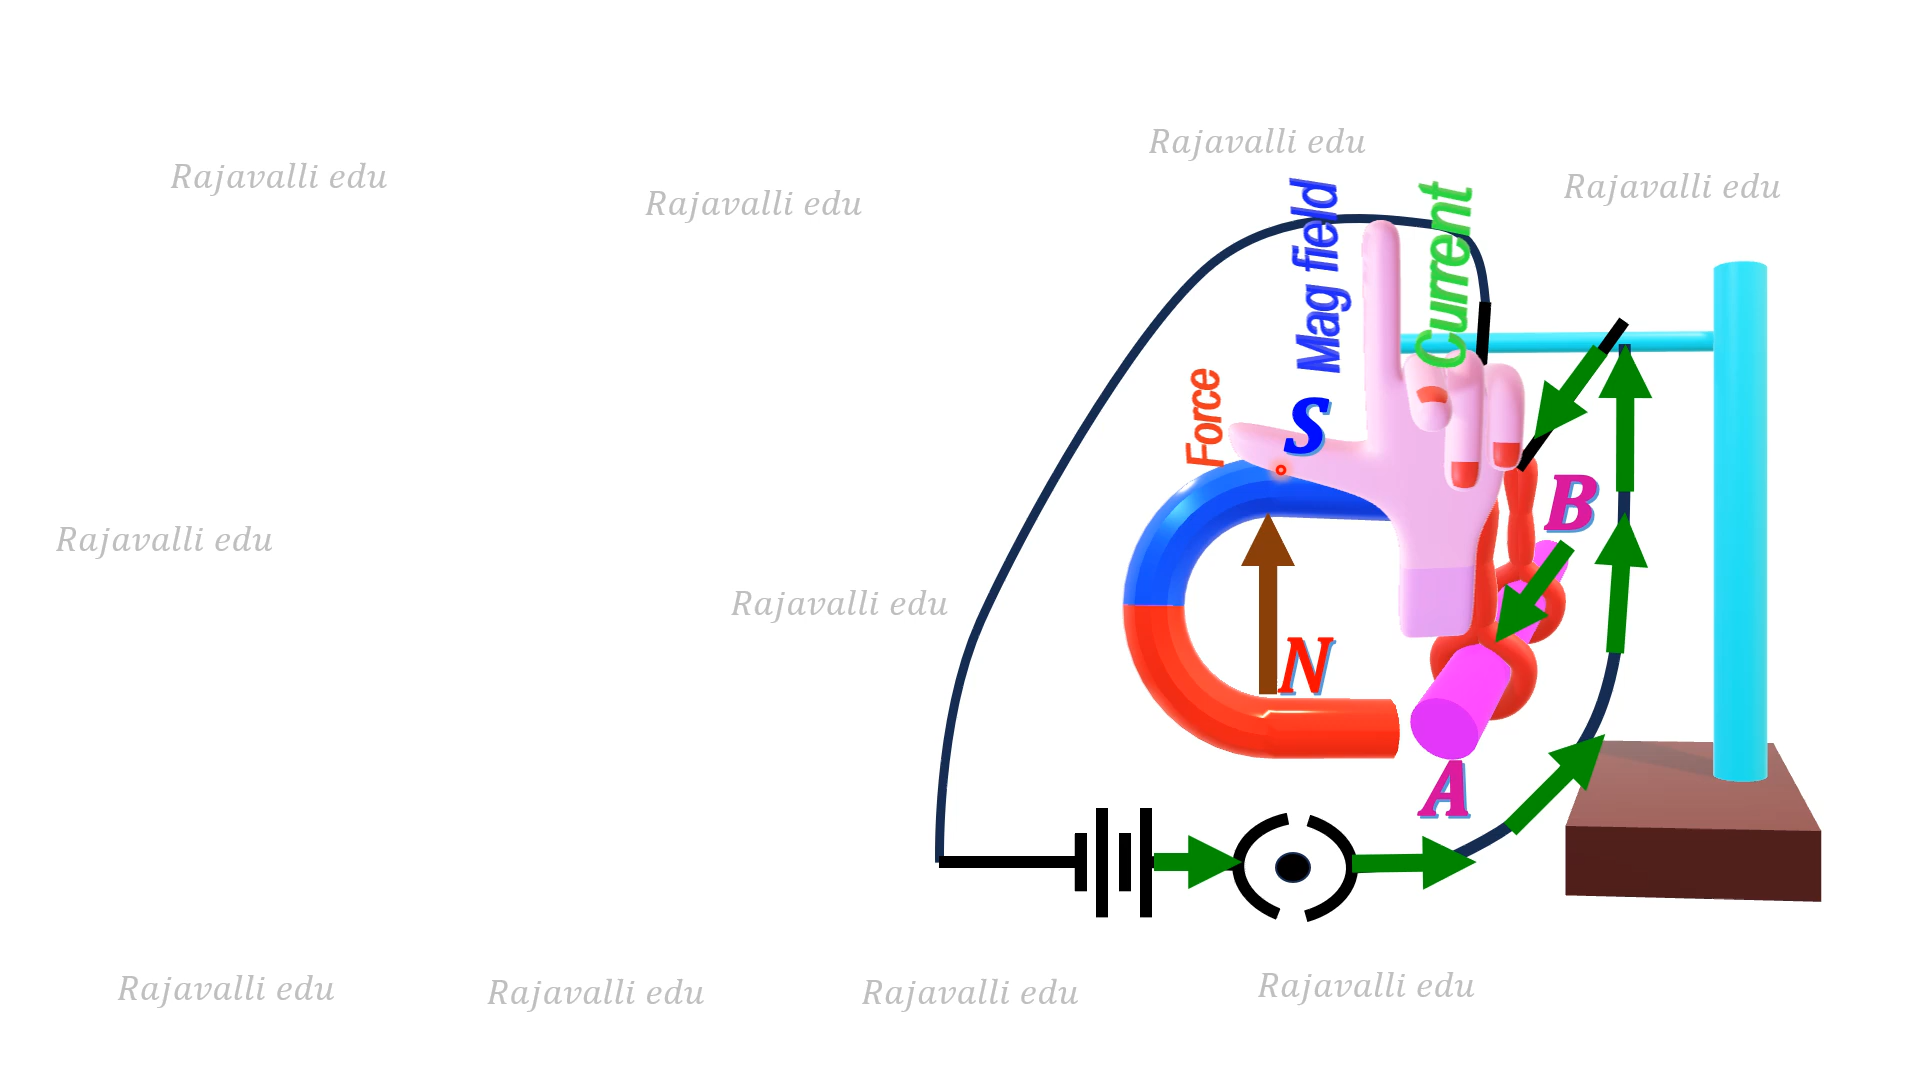 Rajavalli edu
Rajavalli edu
Rajavalli edu
Rajavalli edu
Mag field
Current
Force
S
B
Rajavalli edu
Rajavalli edu
N
A
Rajavalli edu
Rajavalli edu
Rajavalli edu
Rajavalli edu